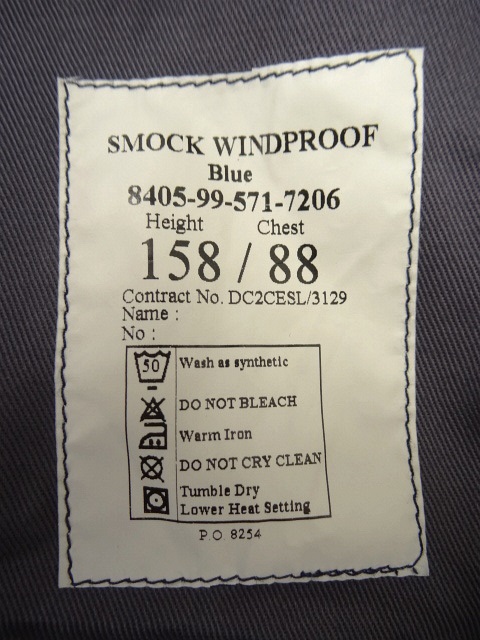 SMOCK WINDPROOF
Blue
8405-99-571-7206
Height Chest
158 / 88
Contract No. DC2CESL/3129
Name :
No :
50 Wash as synthetic
DO NOT BLEACH
Warm Iron
DO NOT CRY CLEAN
Tumble Dry
Lower Heat Setting
P.O. 8254